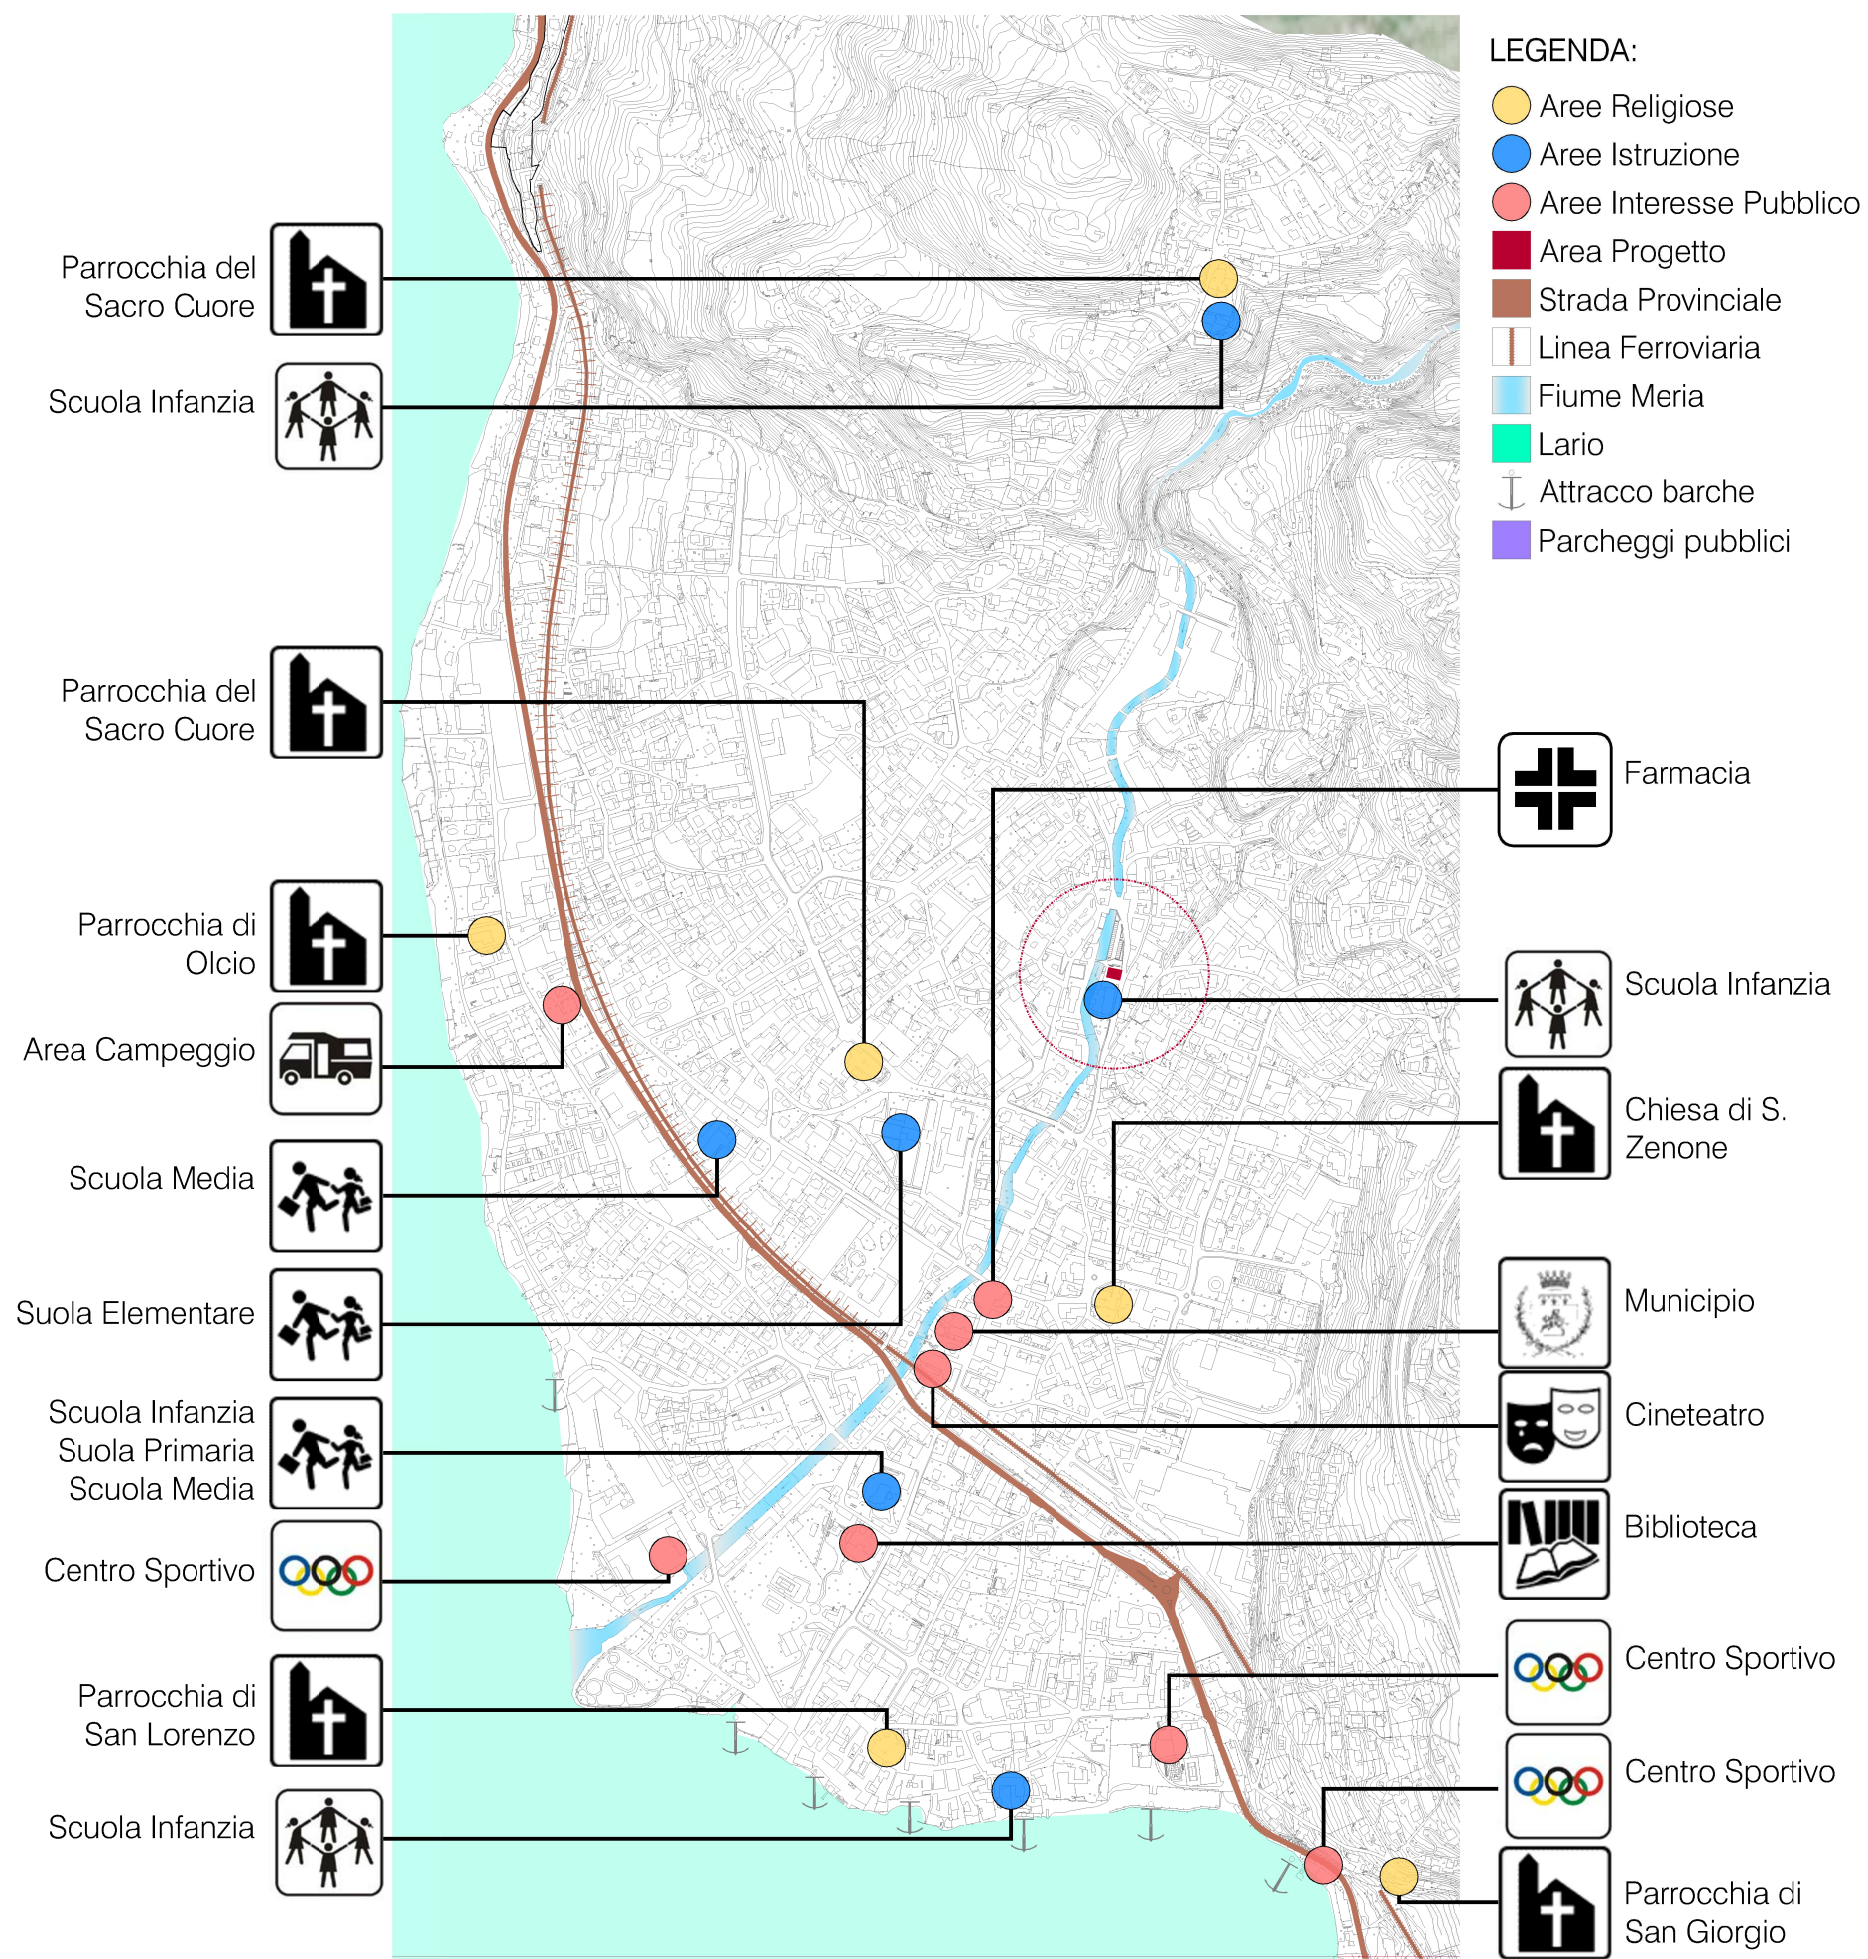 LEGENDA:
Aree Religiose
Aree Istruzione
Aree Interesse Pubblico
Area Progetto
Strada Provinciale
Linea Ferroviaria
Fiume Meria
Lario
Attracco barche
Parcheggi pubblici
Parrocchia del
Sacro Cuore
Scuola Infanzia
Parrocchia del
Sacro Cuore
Parrocchia di
Olcio
Area Campeggio
Scuola Media
Suola Elementare
Scuola Infanzia
Suola Primaria
Scuola Media
Centro Sportivo
Parrocchia di
San Lorenzo
Scuola Infanzia
Farmacia
Scuola Infanzia
Chiesa di S.
Zenone
Municipio
Cineteatro
Biblioteca
Centro Sportivo
Centro Sportivo
Parrocchia di
San Giorgio